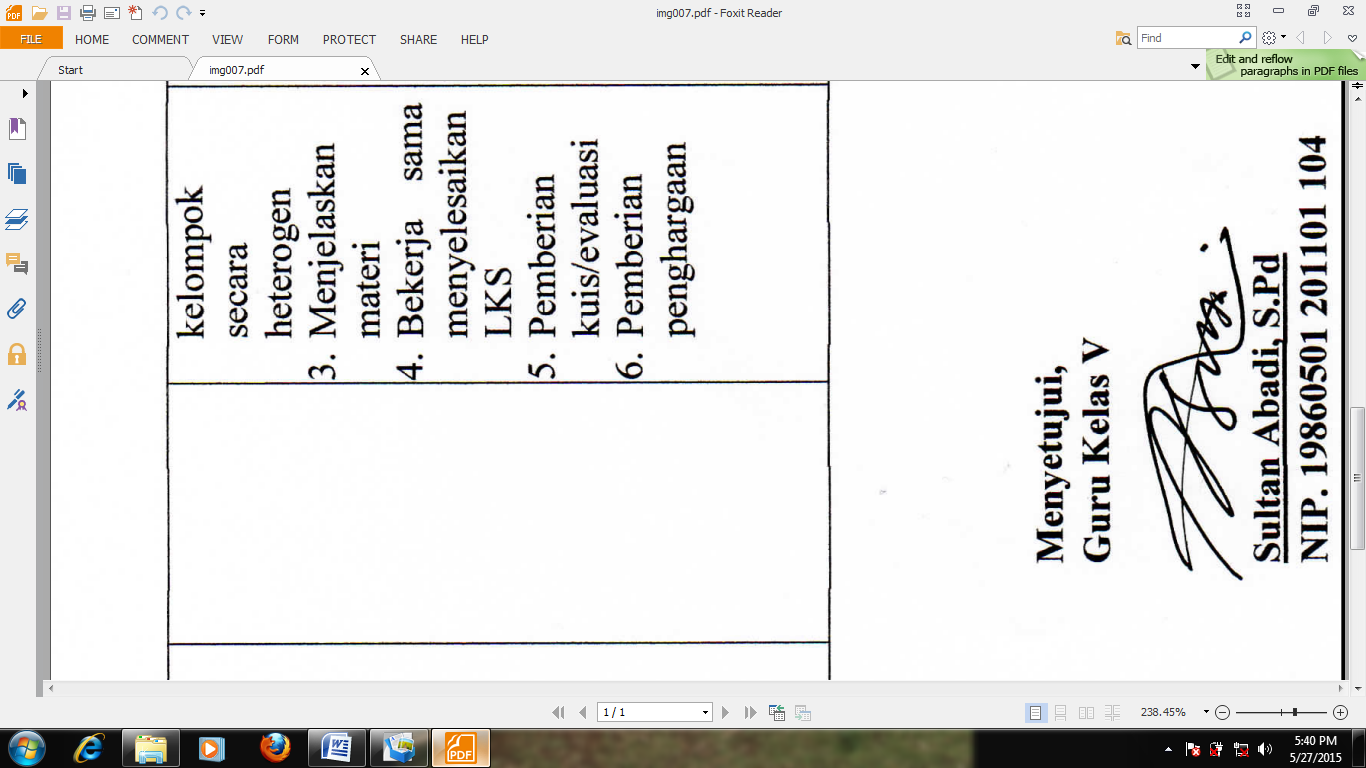 img007.pdf - Foxit Reader
FILE HOME COMMENT VIEW FORM PROTECT SHARE HELP
Find
Start
img007.pdf
Edit and reflow
paragraphs in PDF files
kelompok
secara
heterogen
3. Menjelaskan
materi
4. Bekerja sama
menyelesaikan
LKS
5. Pemberian
kuis/evaluasi
6. Pemberian
penghargaan
Menyetujui,
Guru Kelas V
Sultan Abadi, S.Pd
NIP. 19860501 201101 104
1 / 1
238.45%
PDF
5:40 PM
5/27/2015